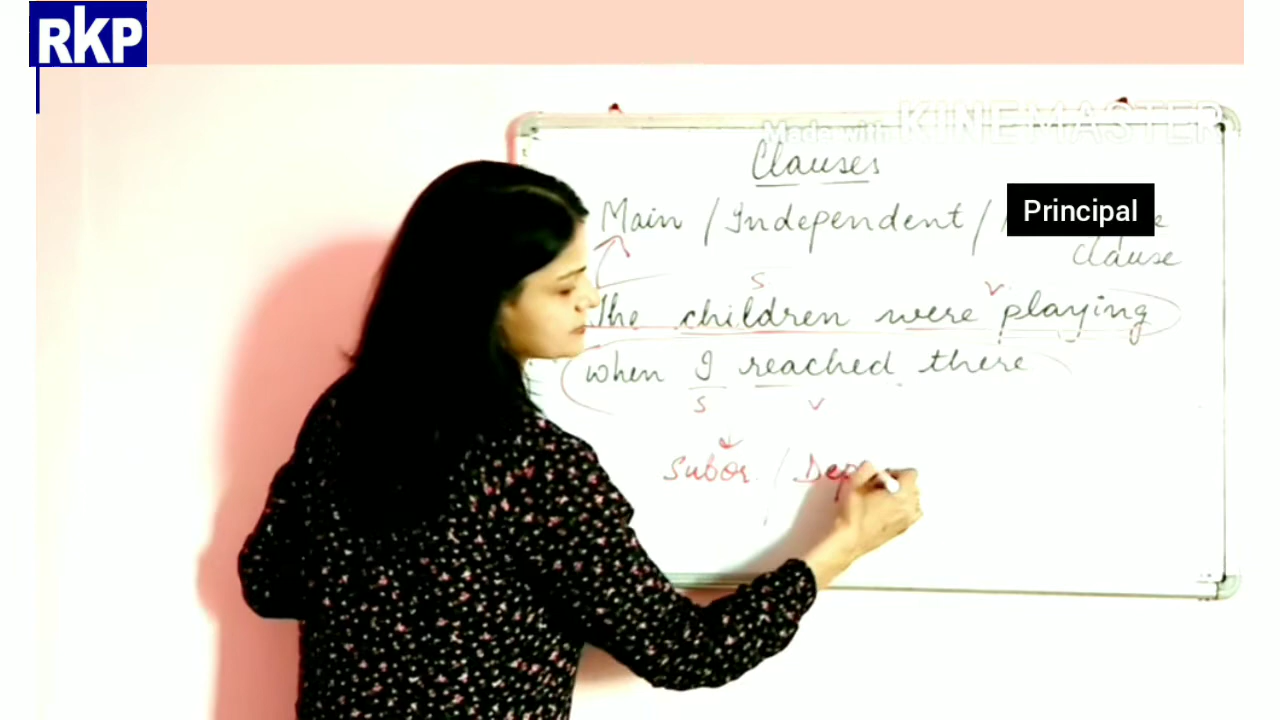 RKP
Made with KINEMASTER
Clauses
Main / Independent / Principal
Clause
S V
The children were playing
when I reached there
S V
Subor / Dep